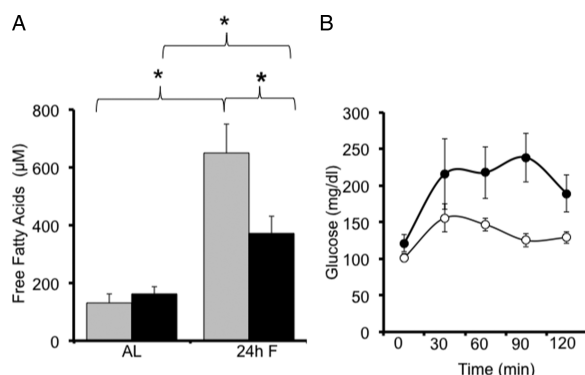 A
*
*
*
800
600
400
200
0
Free Fatty Acids (µM)
AL
24h F
B
300
250
200
150
100
50
0
Glucose (mg/dl)
0 30 60 90 120
Time (min)